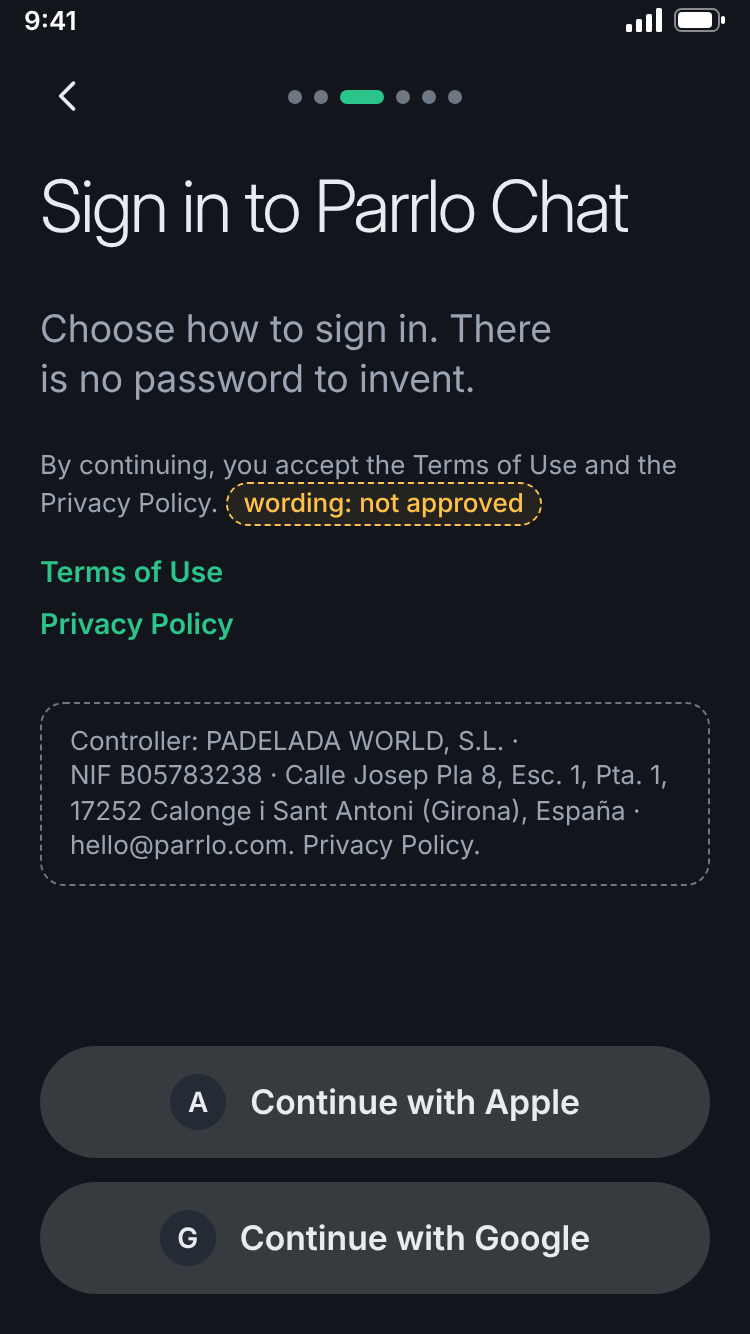 9:41
Sign in to Parrlo Chat
Choose how to sign in. There
is no password to invent.
By continuing, you accept the Terms of Use and the
Privacy Policy. wording: not approved
Terms of Use
Privacy Policy
Controller: PADELADA WORLD, S.L. ·
NIF B05783238 · Calle Josep Pla 8, Esc. 1, Pta. 1,
17252 Calonge i Sant Antoni (Girona), España ·
hello@parrlo.com. Privacy Policy.
A Continue with Apple
G Continue with Google